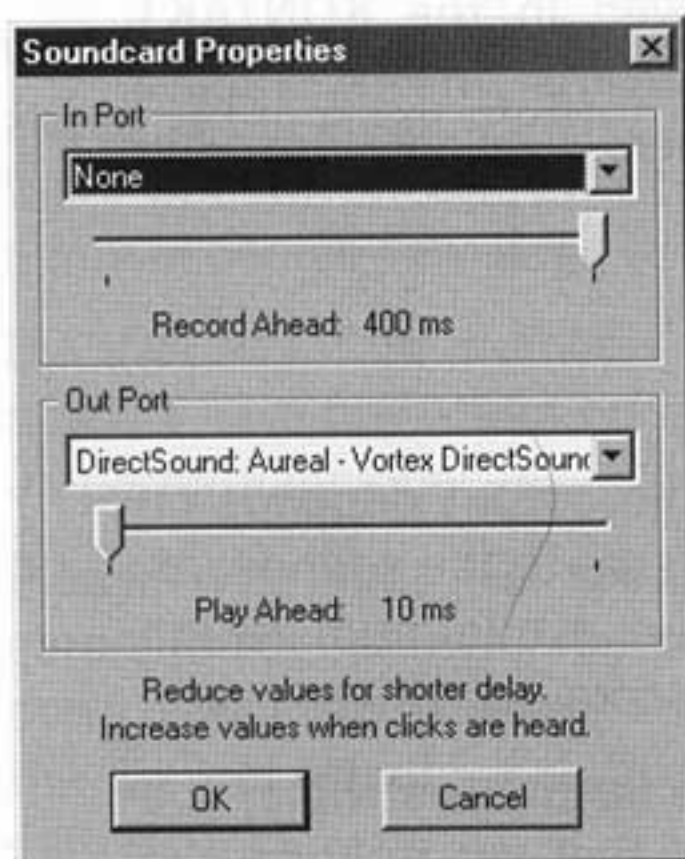 Soundcard Properties
In Port
None
Record Ahead: 400 ms
Out Port
DirectSound: Aureal - Vortex DirectSound
Play Ahead: 10 ms
Reduce values for shorter delay.
Increase values when clicks are heard.
OK
Cancel